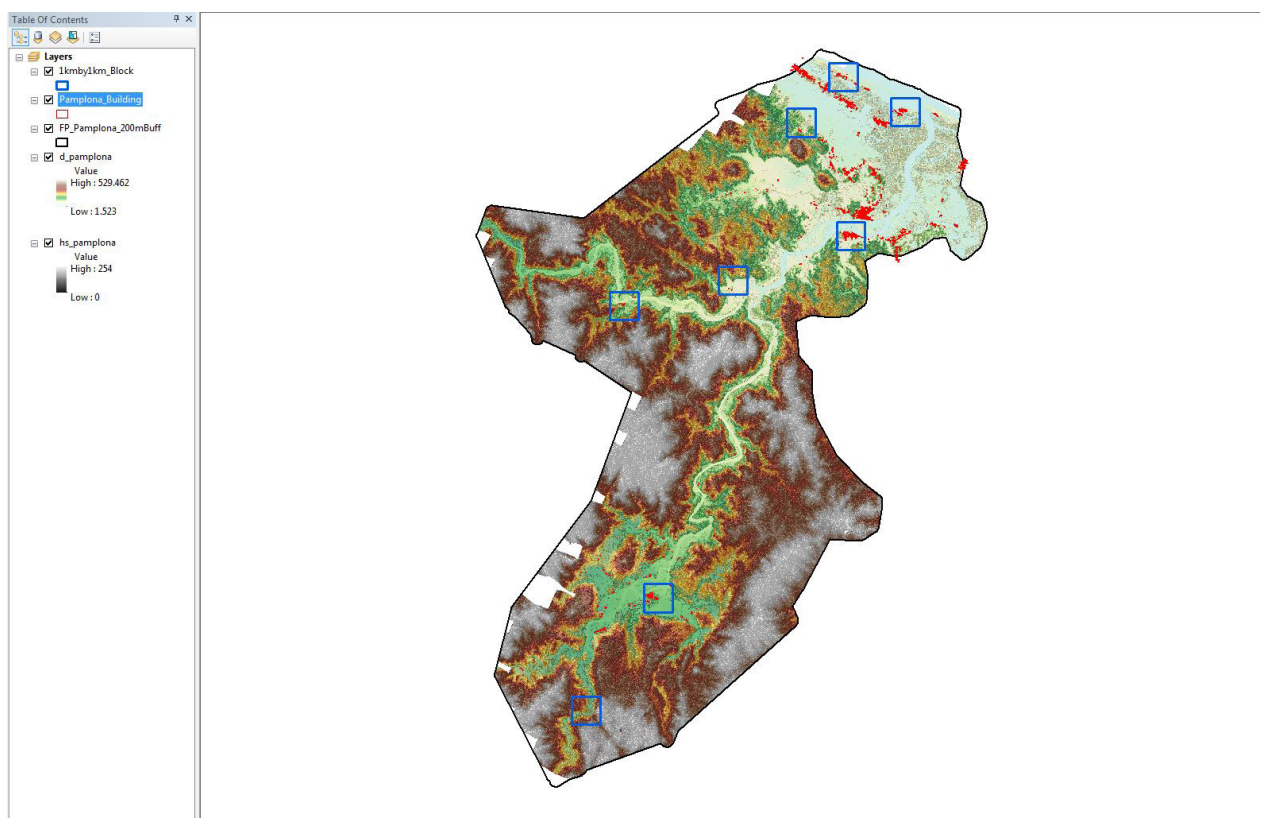 Table Of Contents
Layers
1kmby1km_Block
Pamplona_Building
FP_Pamplona_200mBuff
d_pamplona
Value
High : 529.462
Low : 1.523
hs_pamplona
Value
High : 254
Low : 0